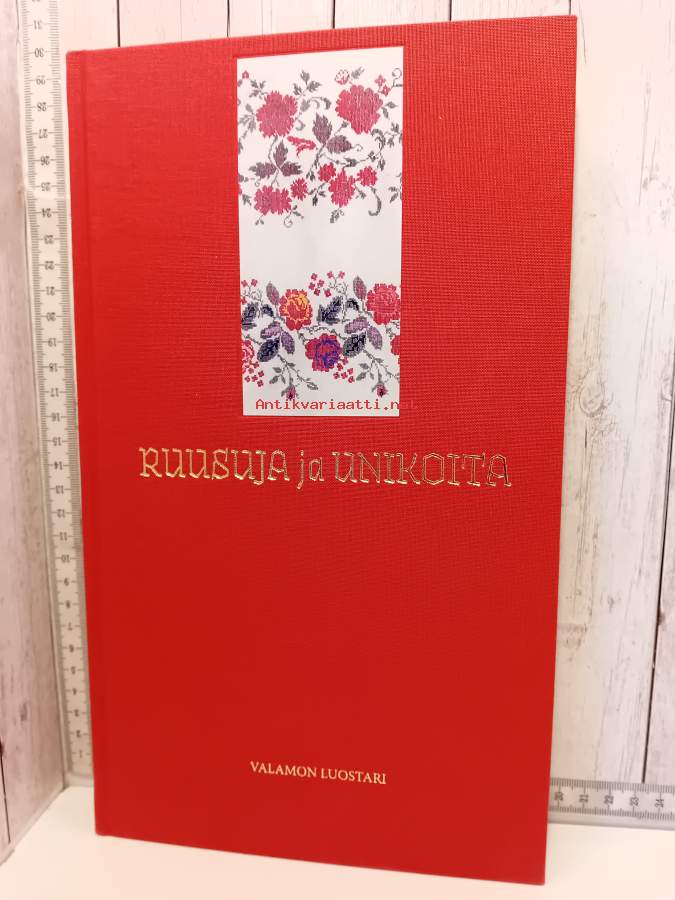 Antikvariaatti.net
RUUSUJA ja UNIKOITA
VALAMON LUOSTARI